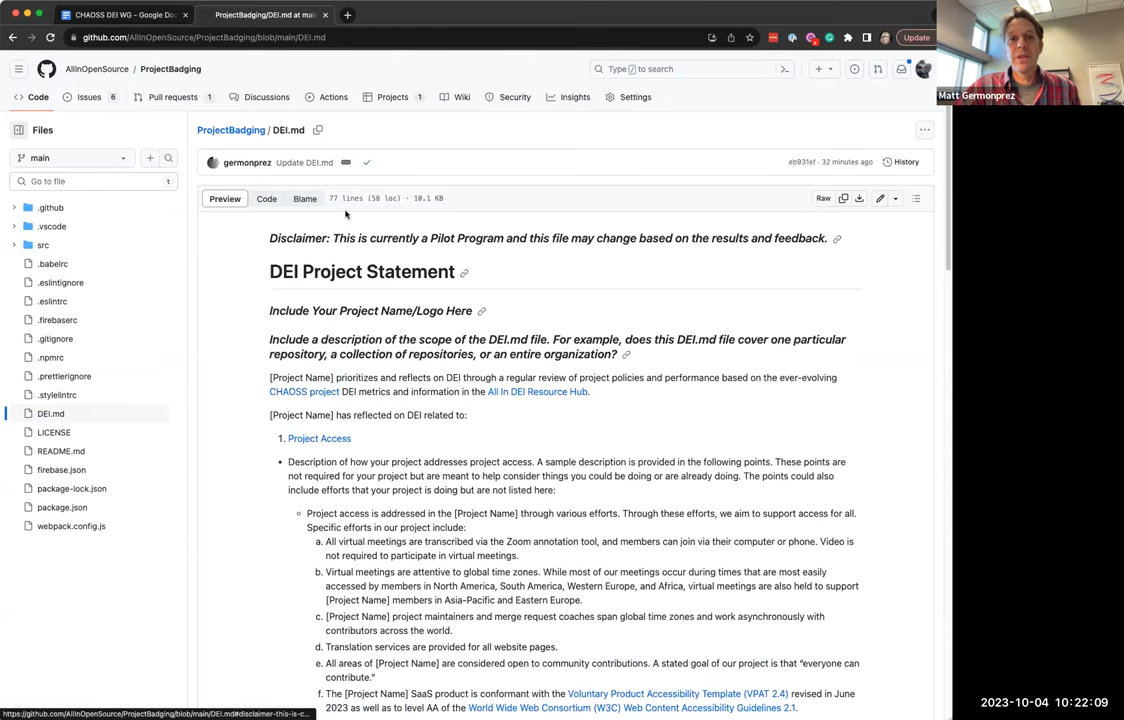 CHAOSS DEI WG - Google Doc
ProjectBadging/DEI.md at mai
github.com/AllInOpenSource/ProjectBadging/blob/main/DEI.md
Update
AllInOpenSource / ProjectBadging
Type / to search
Matt Germonprez
Code
Issues 6
Pull requests 1
Discussions
Actions
Projects 1
Wiki
Security
Insights
Settings
Files
main
Go to file t
.github
.vscode
src
.babelrc
.eslintignore
.eslintrc
.firebaserc
.gitignore
.npmrc
.prettierignore
.stylelintrc
DEI.md
LICENSE
README.md
firebase.json
package-lock.json
package.json
webpack.config.js
ProjectBadging / DEI.md
germonprez Update DEI.md
eb931ef · 32 minutes ago History
Preview Code Blame 77 lines (58 loc) · 10.1 KB
Raw
Disclaimer: This is currently a Pilot Program and this file may change based on the results and feedback.
DEI Project Statement
Include Your Project Name/Logo Here
Include a description of the scope of the DEI.md file. For example, does this DEI.md file cover one particular
repository, a collection of repositories, or an entire organization?
[Project Name] prioritizes and reflects on DEI through a regular review of project policies and performance based on the ever-evolving
CHAOSS project DEI metrics and information in the All In DEI Resource Hub.
[Project Name] has reflected on DEI related to:
1. Project Access
• Description of how your project addresses project access. A sample description is provided in the following points. These points are
not required for your project but are meant to help consider things you could be doing or are already doing. The points could also
include efforts that your project is doing but are not listed here:
○ Project access is addressed in the [Project Name] through various efforts. Through these efforts, we aim to support access for all.
Specific efforts in our project include:
a. All virtual meetings are transcribed via the Zoom annotation tool, and members can join via their computer or phone. Video is
not required to participate in virtual meetings.
b. Virtual meetings are attentive to global time zones. While most of our meetings occur during times that are most easily
accessed by members in North America, South America, Western Europe, and Africa, virtual meetings are also held to support
[Project Name] members in Asia-Pacific and Eastern Europe.
c. [Project Name] project maintainers and merge request coaches span global time zones and work asynchronously with
contributors across the world.
d. Translation services are provided for all website pages.
e. All areas of [Project Name] are considered open to community contributions. A stated goal of our project is that “everyone can
contribute.”
f. The [Project Name] SaaS product is conformant with the Voluntary Product Accessibility Template (VPAT 2.4) revised in June
2023 as well as to level AA of the World Wide Web Consortium (W3C) Web Content Accessibility Guidelines 2.1.
https://github.com/AllInOpenSource/ProjectBadging/blob/main/DEI.md#disclaimer-this-is-c...
2023-10-04 10:22:09